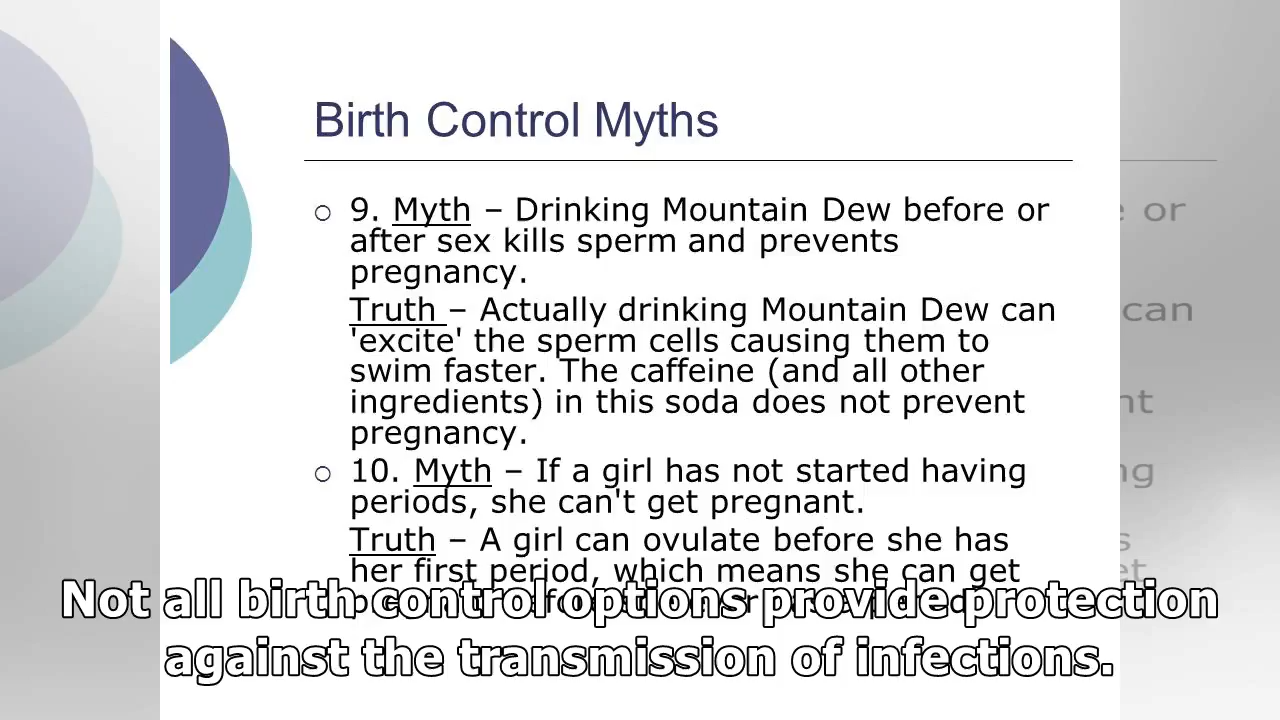 Birth Control Myths
9. Myth – Drinking Mountain Dew before or
after sex kills sperm and prevents
pregnancy.
Truth – Actually drinking Mountain Dew can
'excite' the sperm cells causing them to
swim faster. The caffeine (and all other
ingredients) in this soda does not prevent
pregnancy.
10. Myth – If a girl has not started having
periods, she can't get pregnant.
Truth – A girl can ovulate before she has
her first period, which means she can get
Not all birth control options provide protection
against the transmission of infections.